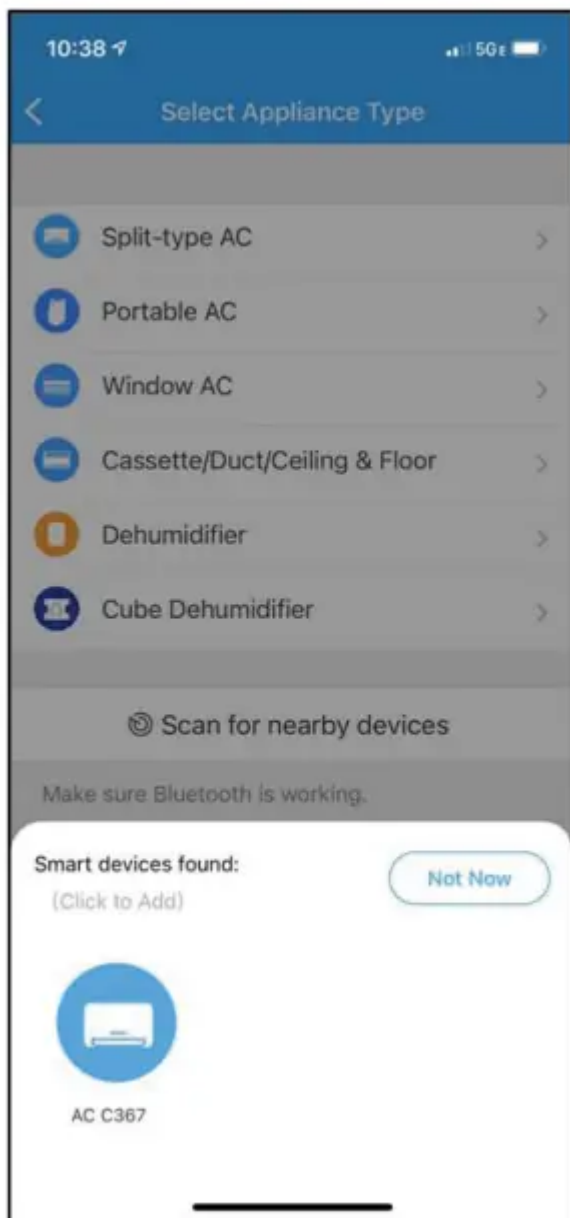 10:38
5GE
Select Appliance Type
Split-type AC
Portable AC
Window AC
Cassette/Duct/Ceiling & Floor
Dehumidifier
Cube Dehumidifier
Scan for nearby devices
Make sure Bluetooth is working.
Smart devices found:
Not Now
(Click to Add)
AC C367